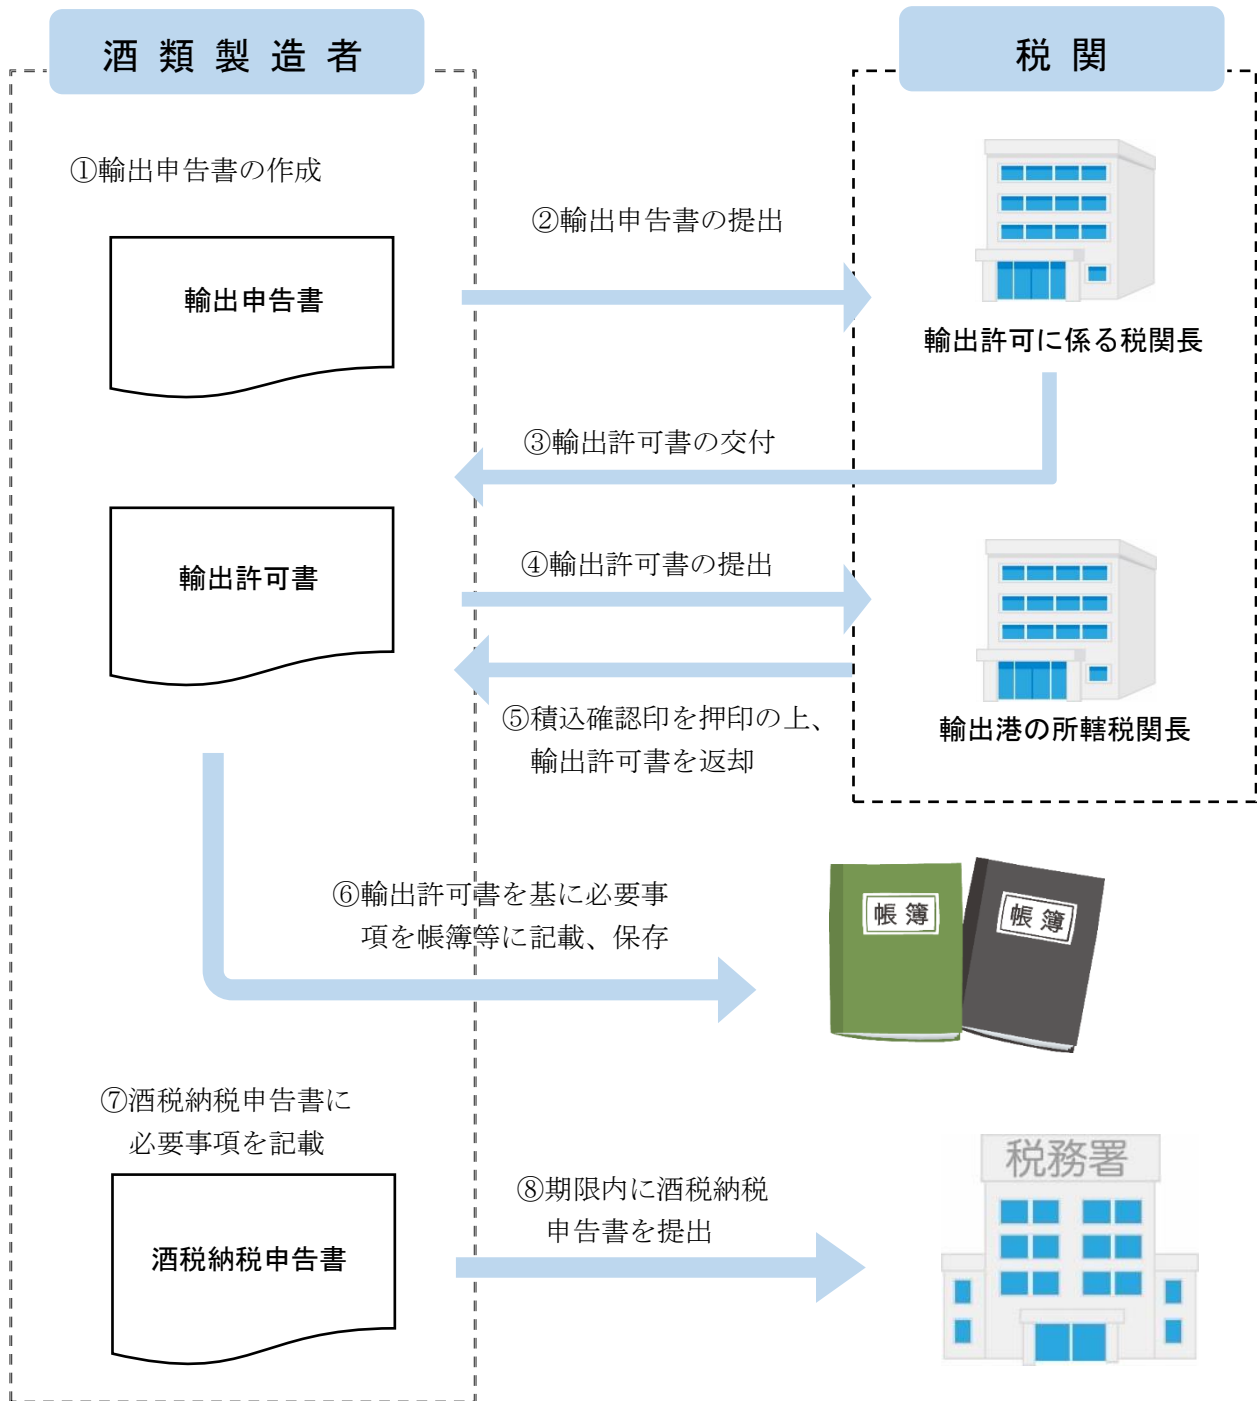 酒類製造者
税関
①輸出申告書の作成
②輸出申告書の提出
輸出申告書
輸出許可に係る税関長
③輸出許可書の交付
輸出許可書
④輸出許可書の提出
⑤積込確認印を押印の上、
輸出許可書を返却
輸出港の所轄税関長
⑥輸出許可書を基に必要事
項を帳簿等に記載、保存
帳簿
帳簿
⑦酒税納税申告書に
必要事項を記載
酒税納税申告書
⑧期限内に酒税納税
申告書を提出
税務署